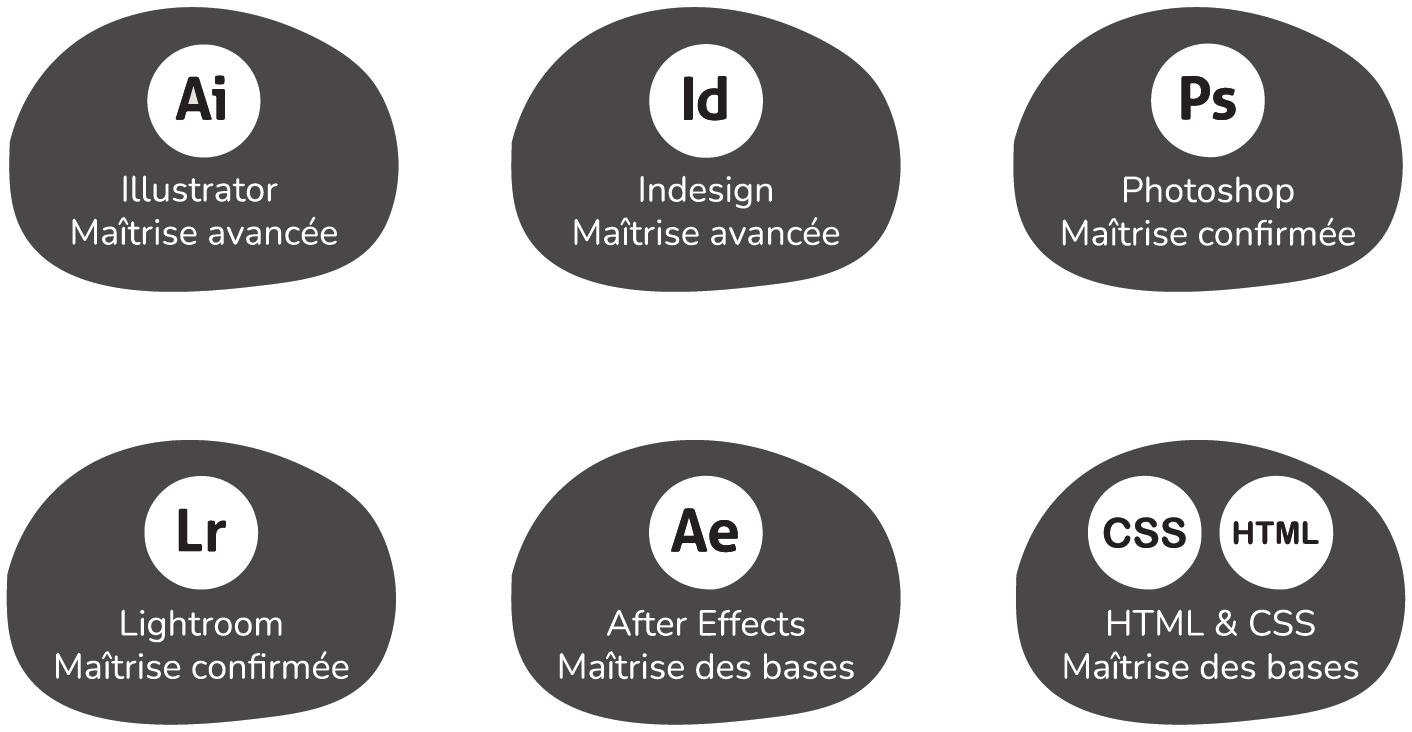 Ai
Illustrator
Maîtrise avancée
Id
Indesign
Maîtrise avancée
Ps
Photoshop
Maîtrise confirmée
Lr
Lightroom
Maîtrise confirmée
Ae
After Effects
Maîtrise des bases
CSS HTML
HTML & CSS
Maîtrise des bases